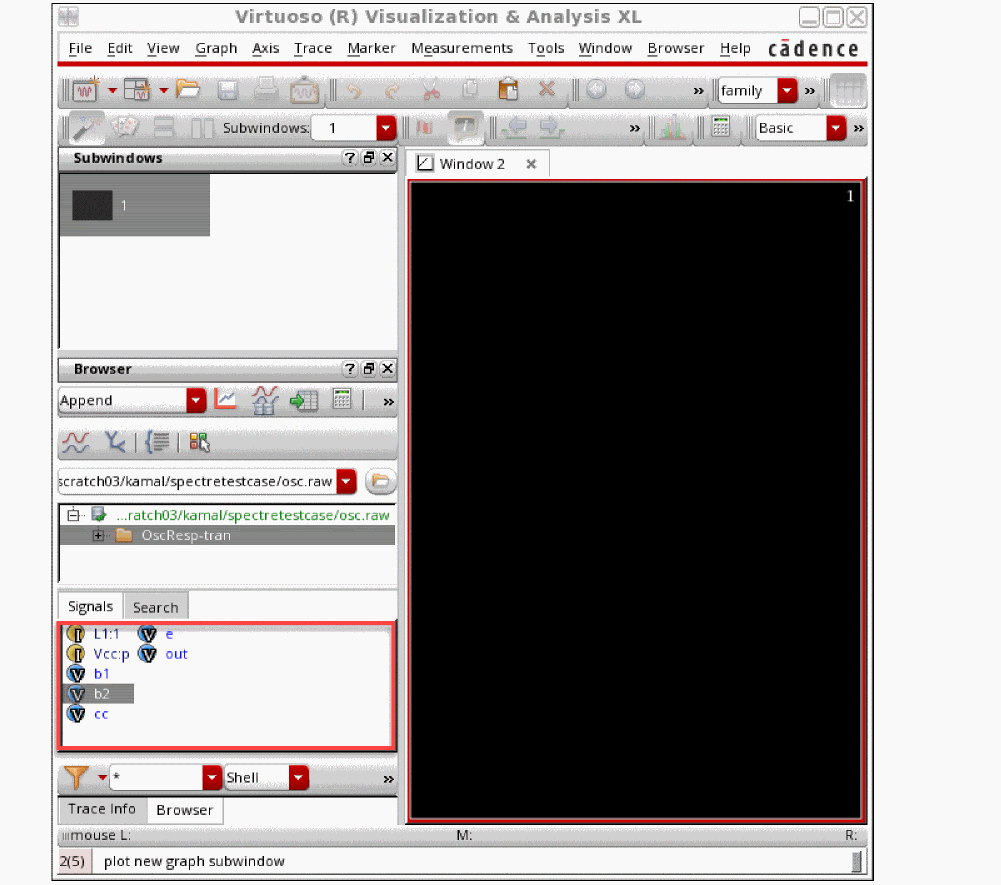 Virtuoso (R) Visualization & Analysis XL
File Edit View Graph Axis Trace Marker Measurements Tools Window Browser Help cādence
» family »
Subwindows: 1 » Basic »
Subwindows
Window 2
1
1
Browser
Append »
scratch03/kamal/spectretestcase/osc.raw
...ratch03/kamal/spectretestcase/osc.raw
OscResp-tran
Signals Search
L1:1 e
Vcc:p out
b1
b2
cc
* Shell »
Trace Info Browser
mouse L: M: R:
2(5) plot new graph subwindow